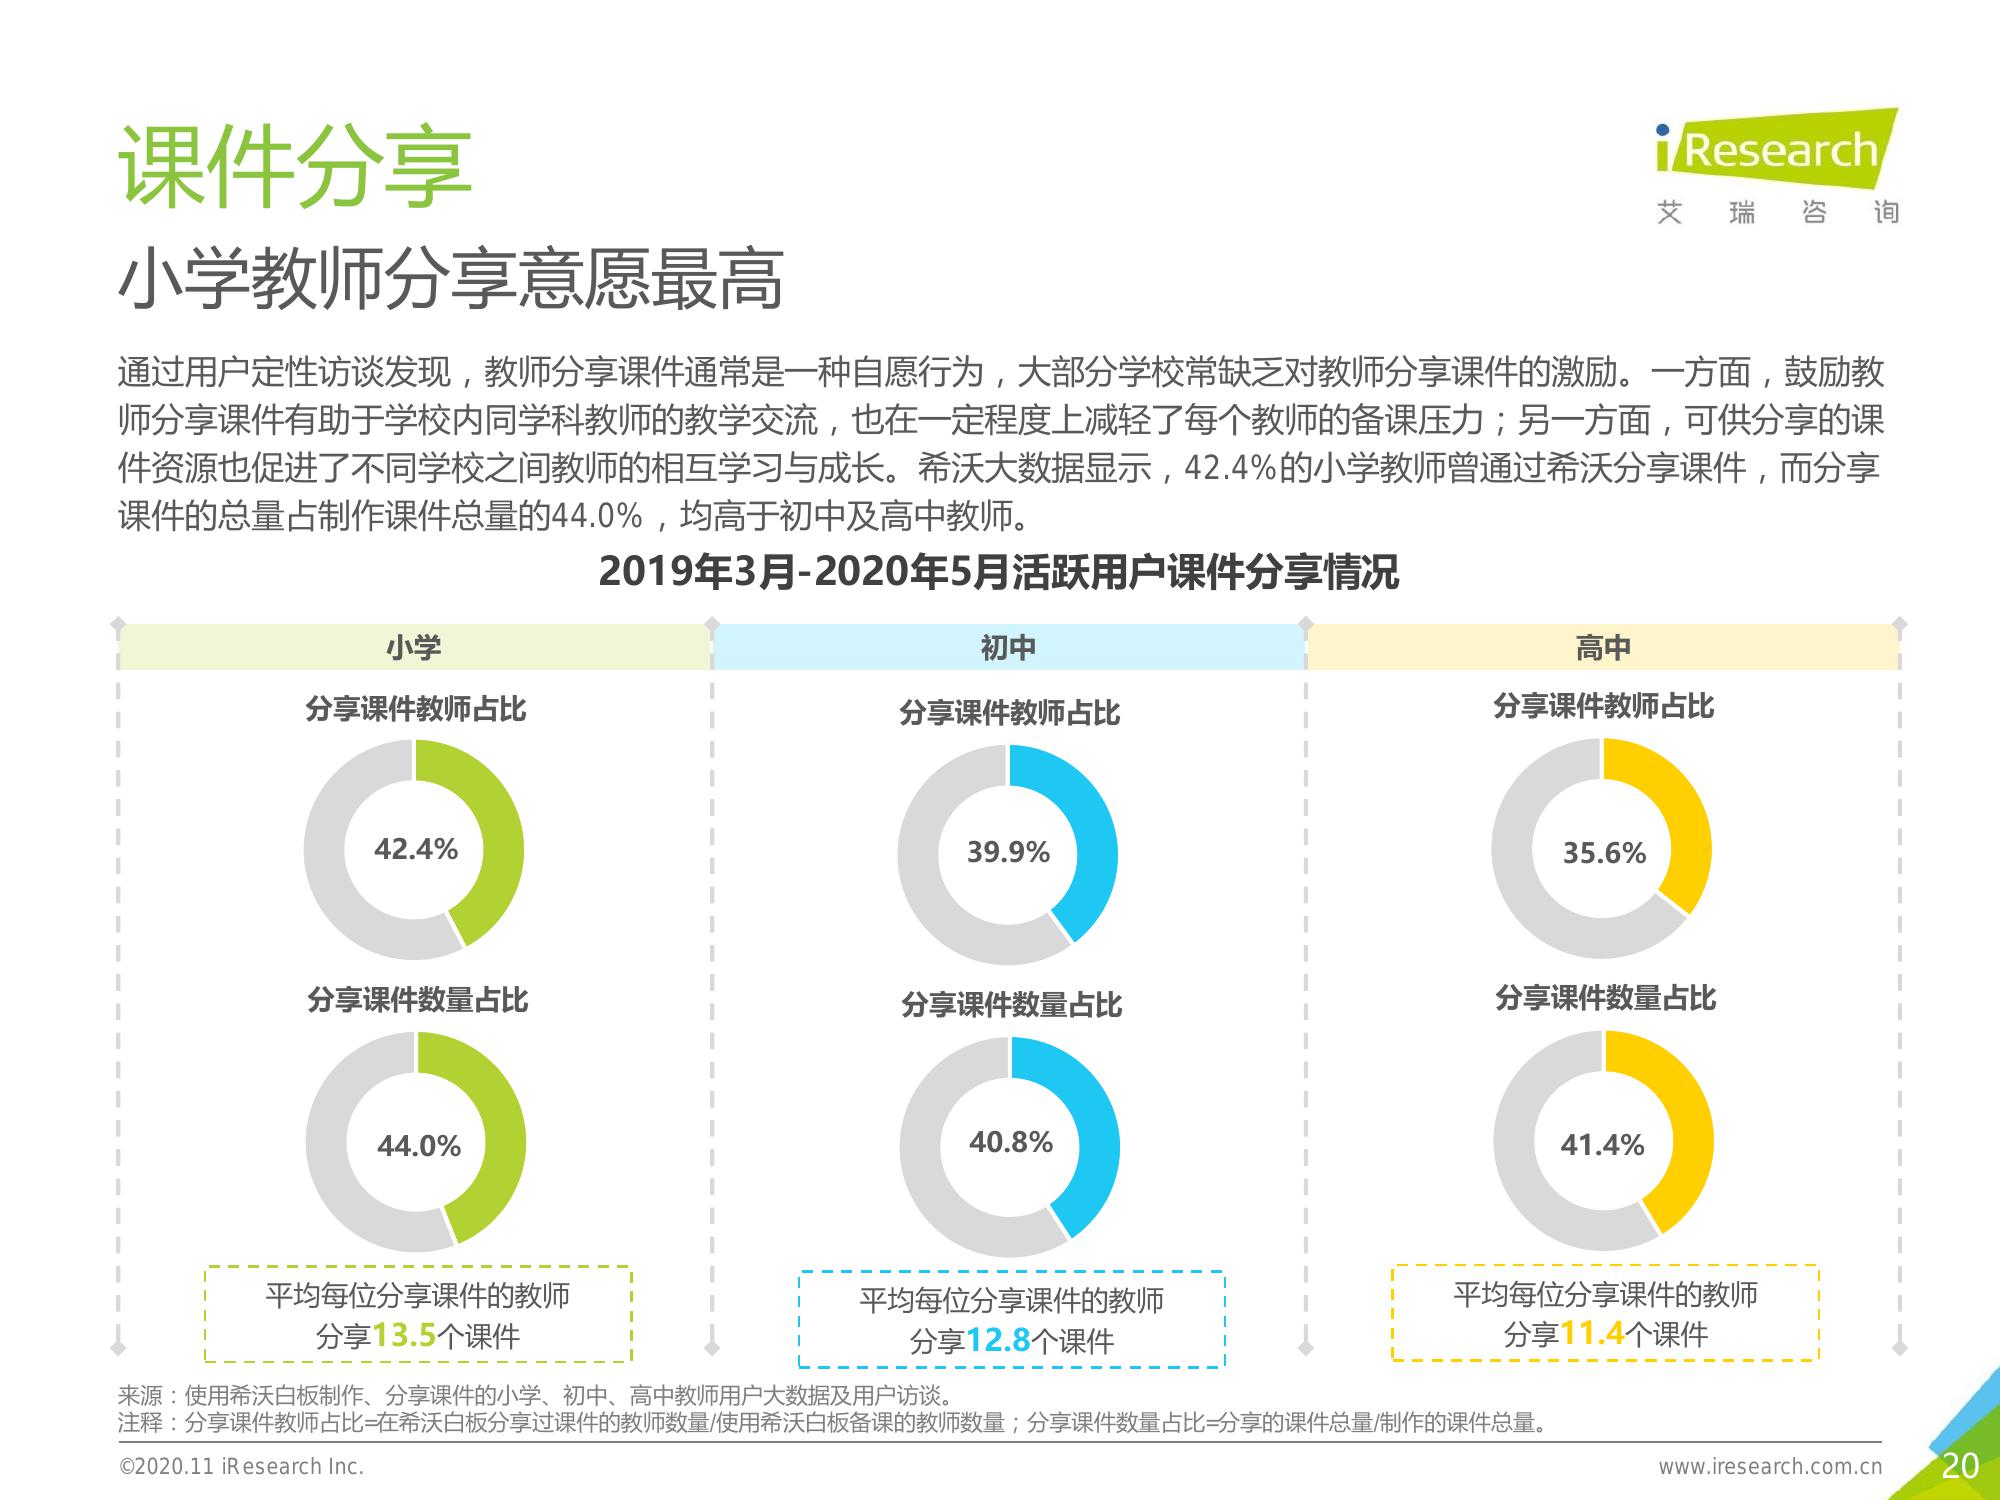 课件分享
iResearch
艾瑞咨询
小学教师分享意愿最高
通过用户定性访谈发现，教师分享课件通常是一种自愿行为，大部分学校常缺乏对教师分享课件的激励。一方面，鼓励教
师分享课件有助于学校内同学科教师的教学交流，也在一定程度上减轻了每个教师的备课压力；另一方面，可供分享的课
件资源也促进了不同学校之间教师的相互学习与成长。希沃大数据显示，42.4%的小学教师曾通过希沃分享课件，而分享
课件的总量占制作课件总量的44.0%，均高于初中及高中教师。
2019年3月-2020年5月活跃用户课件分享情况
小学
分享课件教师占比
42.4%
分享课件数量占比
44.0%
平均每位分享课件的教师
分享13.5个课件
初中
分享课件教师占比
39.9%
分享课件数量占比
40.8%
平均每位分享课件的教师
分享12.8个课件
高中
分享课件教师占比
35.6%
分享课件数量占比
41.4%
平均每位分享课件的教师
分享11.4个课件
来源：使用希沃白板制作、分享课件的小学、初中、高中教师用户大数据及用户访谈。
注释：分享课件教师占比=在希沃白板分享过课件的教师数量/使用希沃白板备课的教师数量；分享课件数量占比=分享的课件总量/制作的课件总量。
©2020.11 iResearch Inc.
www.iresearch.com.cn
20